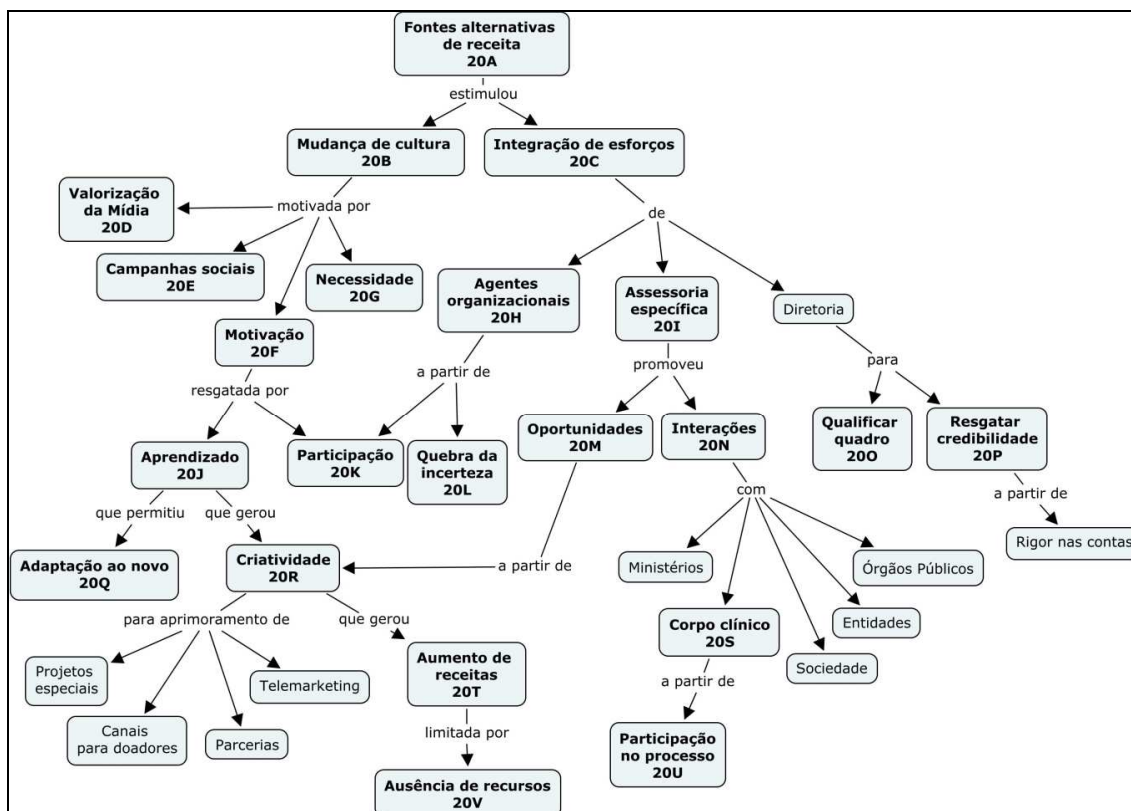 Fontes alternativas
de receita
20A
estimulou
Mudança de cultura
20B
Integração de esforços
20C
Valorização
da Mídia
20D
motivada por
de
Campanhas sociais
20E
Necessidade
20G
Agentes
organizacionais
20H
Assessoria
específica
20I
Diretoria
Motivação
20F
a partir de
promoveu
para
resgatada por
Oportunidades
20M
Interações
20N
Qualificar
quadro
20O
Resgatar
credibilidade
20P
Aprendizado
20J
Participação
20K
Quebra da
incerteza
20L
com
a partir de
que permitiu
que gerou
Adaptação ao novo
20Q
Criatividade
20R
a partir de
Ministérios
Órgãos Públicos
Rigor nas contas
para aprimoramento de
que gerou
Corpo clínico
20S
Entidades
Projetos
especiais
Telemarketing
Aumento de
receitas
20T
Sociedade
a partir de
Canais
para doadores
Parcerias
limitada por
Participação
no processo
20U
Ausência de recursos
20V